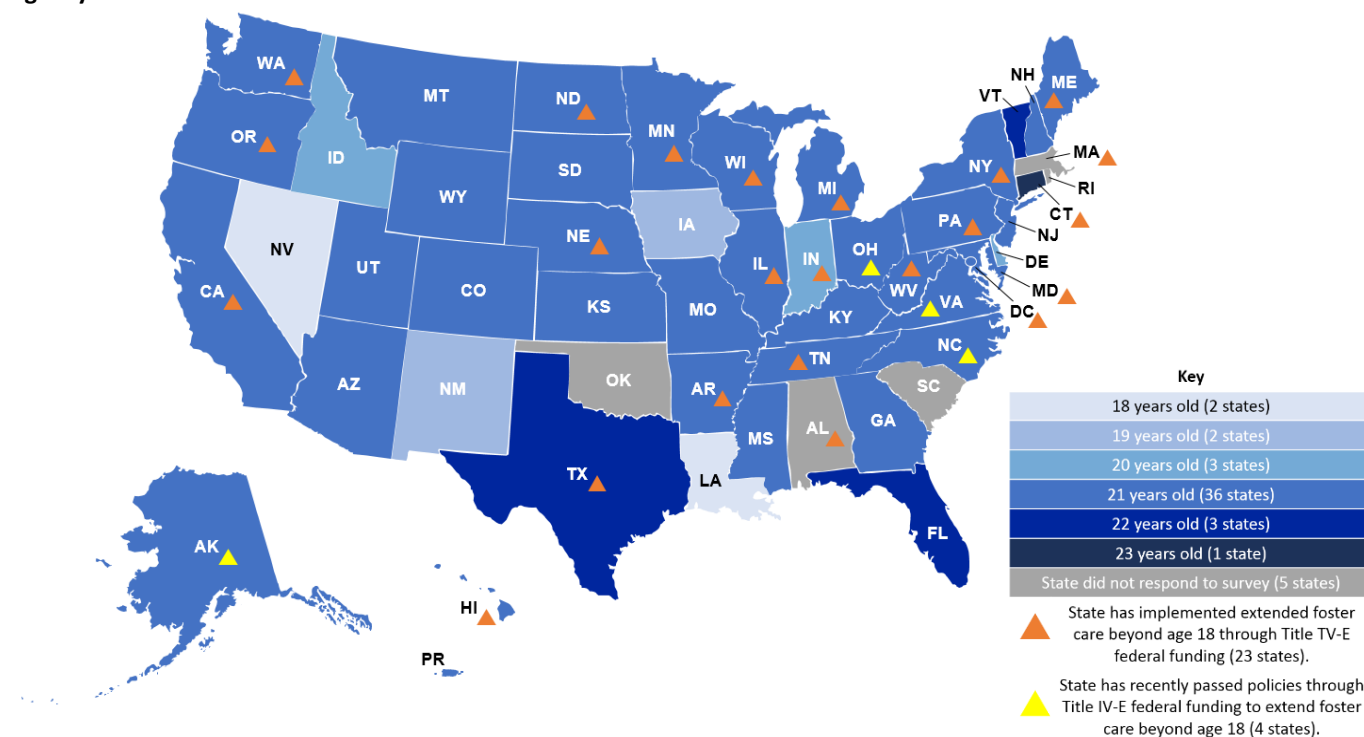 WA
MT
ND
MN
OR
ID
SD
WI
WY
MI
NH
ME
VT
NY
MA
RI
CT
PA
NJ
NV
UT
NE
IA
IL
IN
OH
DE
MD
WV
VA
DC
CA
CO
KS
MO
KY
AZ
NM
OK
AR
TN
NC
SC
MS
AL
GA
TX
LA
FL
AK
HI
PR
Key
18 years old (2 states)
19 years old (2 states)
20 years old (3 states)
21 years old (36 states)
22 years old (3 states)
23 years old (1 state)
State did not respond to survey (5 states)
State has implemented extended foster
care beyond age 18 through Title TV-E
federal funding (23 states).
State has recently passed policies through
Title IV-E federal funding to extend foster
care beyond age 18 (4 states).